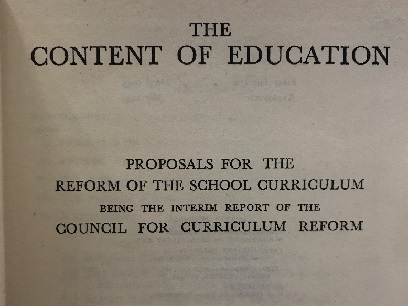 THE
CONTENT OF EDUCATION
PROPOSALS FOR THE
REFORM OF THE SCHOOL CURRICULUM
BEING THE INTERIM REPORT OF THE
COUNCIL FOR CURRICULUM REFORM